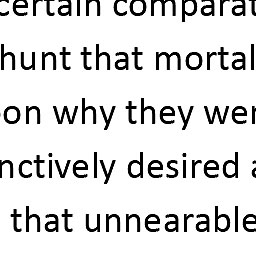 certain comparat
hunt that mortal
on why they wer
nctively desired a
that unnearable